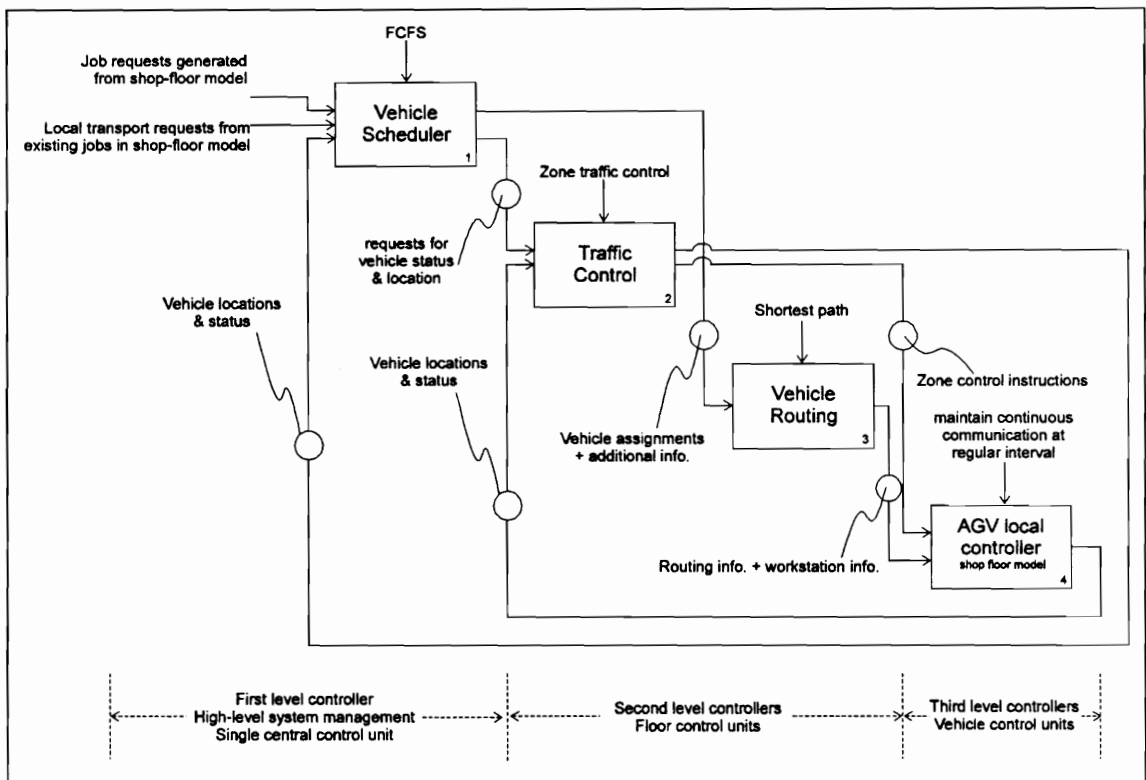 FCFS
Job requests generated
from shop-floor model
Local transport requests from
existing jobs in shop-floor model
Vehicle
Scheduler
1
Zone traffic control
requests for
vehicle status
& location
Traffic
Control
2
Vehicle locations
& status
Vehicle locations
& status
Shortest path
Vehicle
Routing
3
Zone control instructions
Vehicle assignments
+ additional info.
maintain continuous
communication at
regular interval
AGV local
controller
shop floor model
4
Routing info. + workstation info.
First level controller
High-level system management
Single central control unit
Second level controllers
Floor control units
Third level controllers
Vehicle control units